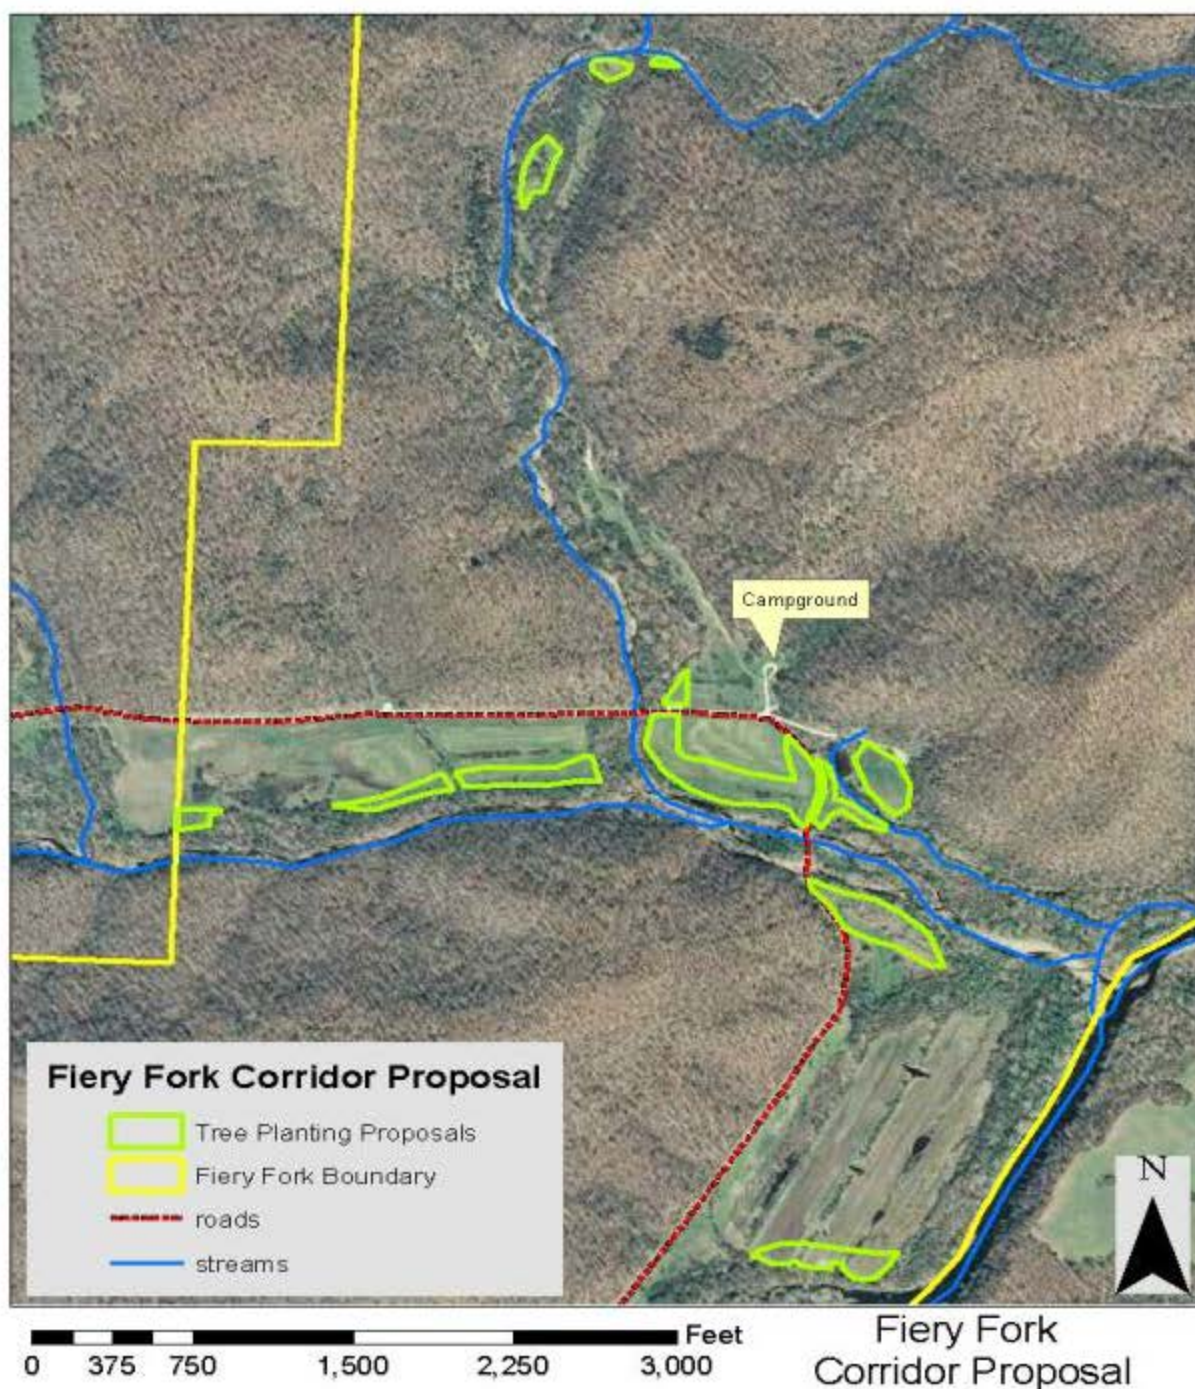 Campground
Fiery Fork Corridor Proposal
Tree Planting Proposals
Fiery Fork Boundary
roads
streams
N
Feet
0 375 750 1,500 2,250 3,000
Fiery Fork
Corridor Proposal